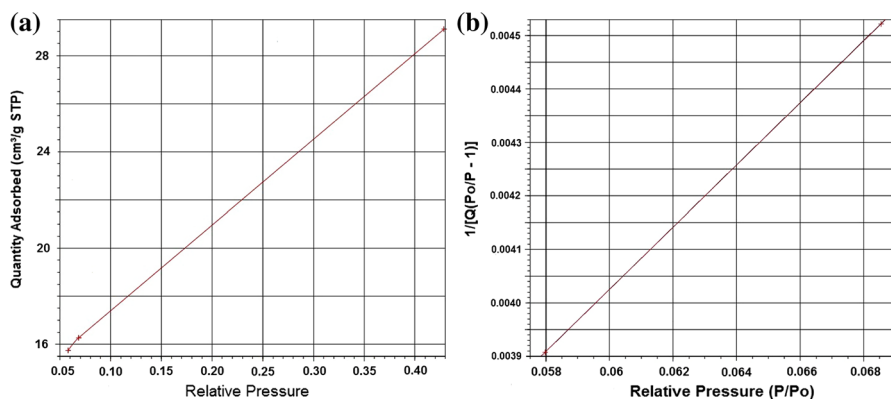 (a)
Quantity Adsorbed (cm³/g STP)
28
24
20
16
0.05 0.10 0.15 0.20 0.25 0.30 0.35 0.40
Relative Pressure
(b)
1/[Q(Po/P - 1)]
0.0045
0.0044
0.0043
0.0042
0.0041
0.0040
0.0039
0.058 0.06 0.062 0.064 0.066 0.068
Relative Pressure (P/Po)